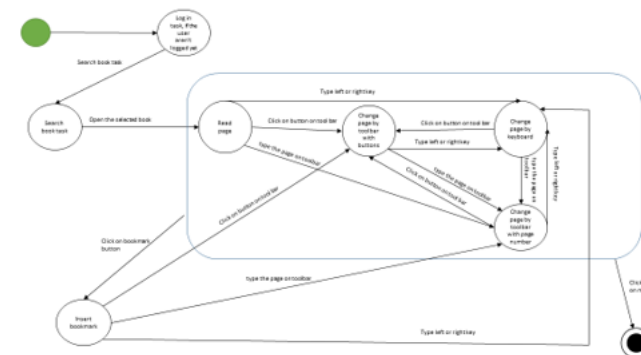 Log in
task, if the
user
aren't
logged yet
Search book task
Search
book task
Open the selected book
Read
page
Type left or right key
Click on button on tool bar
Change
page by
toolbar
with
buttons
Click on button on tool bar
Type left or right key
Change
page by
keyboard
type the page on toolbar
type the page on toolbar
Click on button on tool bar
type the page on
toolbar
Type left or right key
Change
page by
toolbar
with page
number
Click on button on tool bar
Click on bookmark
button
type the page on toolbar
Insert
bookmark
Type left or right key
Click